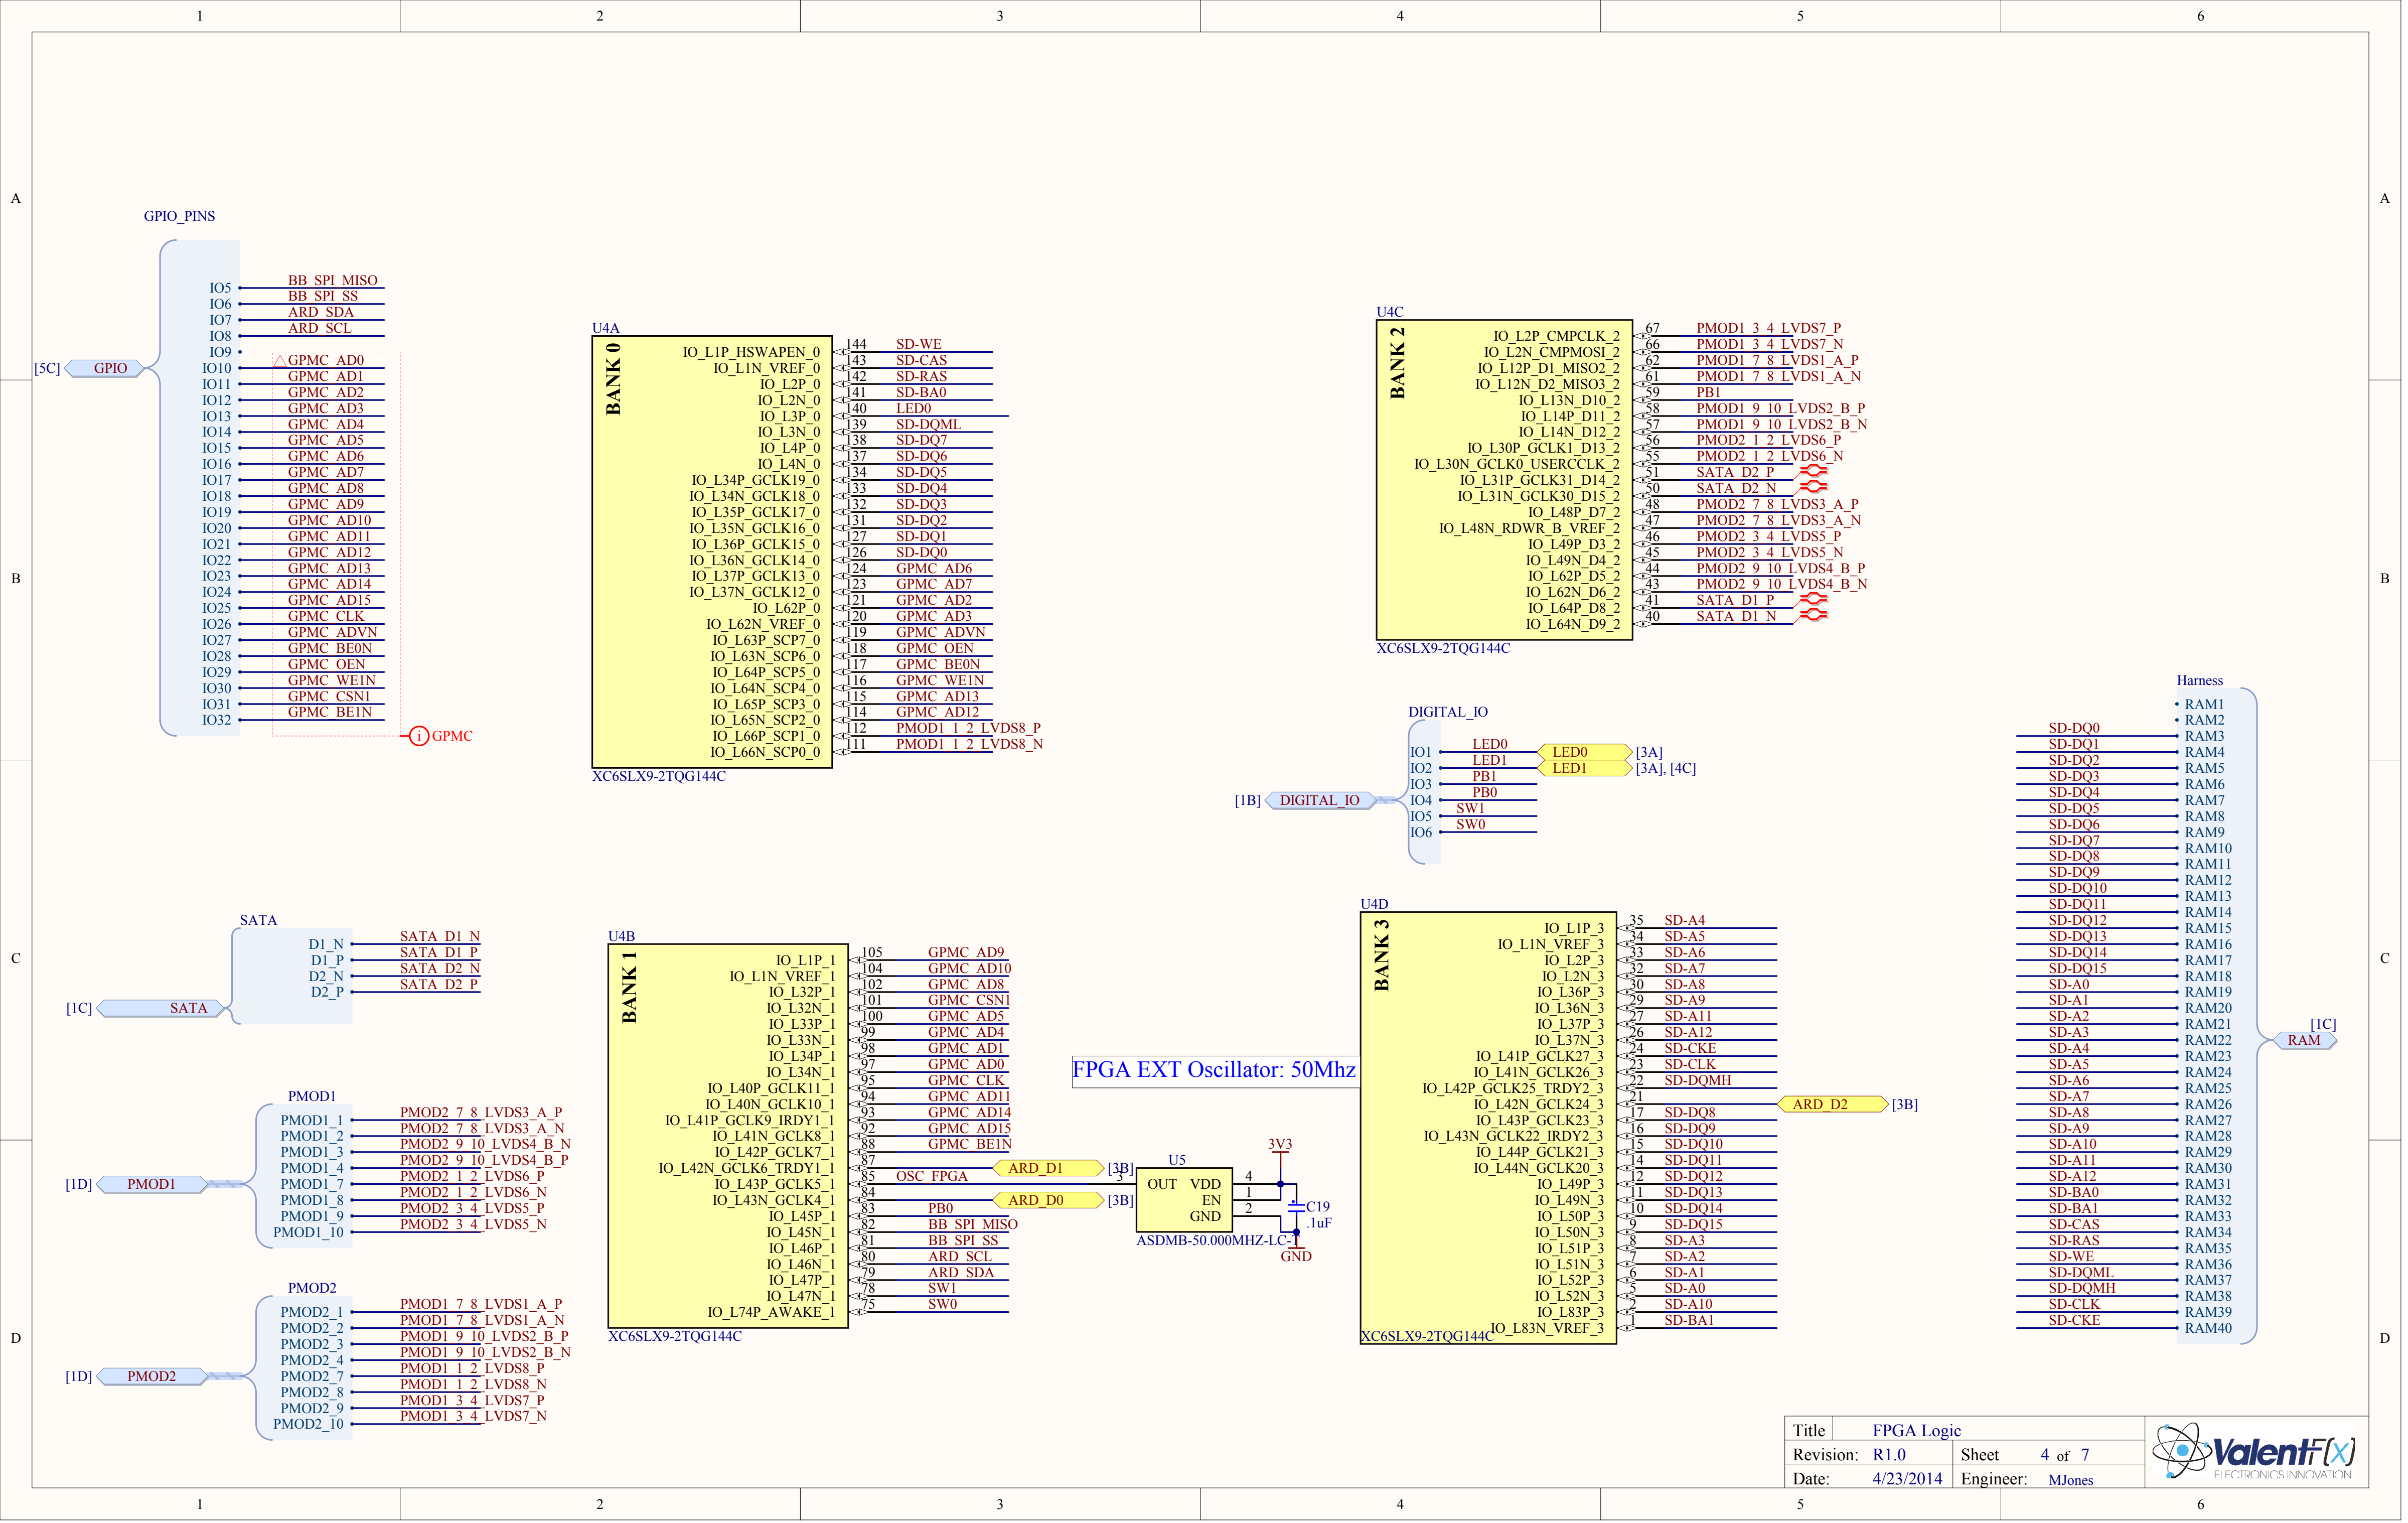 1 2 3 4 5 6
A A
B B
C C
D D
GPIO_PINS
[5C] GPIO
IO5 BB_SPI_MISO
IO6 BB_SPI_SS
IO7 ARD_SDA
IO8 ARD_SCL
IO9
IO10 GPMC_AD0
IO11 GPMC_AD1
IO12 GPMC_AD2
IO13 GPMC_AD3
IO14 GPMC_AD4
IO15 GPMC_AD5
IO16 GPMC_AD6
IO17 GPMC_AD7
IO18 GPMC_AD8
IO19 GPMC_AD9
IO20 GPMC_AD10
IO21 GPMC_AD11
IO22 GPMC_AD12
IO23 GPMC_AD13
IO24 GPMC_AD14
IO25 GPMC_AD15
IO26 GPMC_CLK
IO27 GPMC_ADVN
IO28 GPMC_BE0N
IO29 GPMC_OEN
IO30 GPMC_WE1N
IO31 GPMC_CSN1
IO32 GPMC_BE1N
i GPMC
U4A
BANK 0
IO_L1P_HSWAPEN_0 144 SD-WE
IO_L1N_VREF_0 143 SD-CAS
IO_L2P_0 142 SD-RAS
IO_L2N_0 141 SD-BA0
IO_L3P_0 140 LED0
IO_L3N_0 139 SD-DQML
IO_L4P_0 138 SD-DQ7
IO_L4N_0 137 SD-DQ6
IO_L34P_GCLK19_0 134 SD-DQ5
IO_L34N_GCLK18_0 133 SD-DQ4
IO_L35P_GCLK17_0 132 SD-DQ3
IO_L35N_GCLK16_0 131 SD-DQ2
IO_L36P_GCLK15_0 127 SD-DQ1
IO_L36N_GCLK14_0 126 SD-DQ0
IO_L37P_GCLK13_0 124 GPMC_AD6
IO_L37N_GCLK12_0 123 GPMC_AD7
IO_L62P_0 121 GPMC_AD2
IO_L62N_VREF_0 120 GPMC_AD3
IO_L63P_SCP7_0 119 GPMC_ADVN
IO_L63N_SCP6_0 118 GPMC_OEN
IO_L64P_SCP5_0 117 GPMC_BE0N
IO_L64N_SCP4_0 116 GPMC_WE1N
IO_L65P_SCP3_0 115 GPMC_AD13
IO_L65N_SCP2_0 114 GPMC_AD12
IO_L66P_SCP1_0 112 PMOD1_1_2_LVDS8_P
IO_L66N_SCP0_0 111 PMOD1_1_2_LVDS8_N
XC6SLX9-2TQG144C
U4C
BANK 2
IO_L2P_CMPCLK_2 67 PMOD1_3_4_LVDS7_P
IO_L2N_CMPMOSI_2 66 PMOD1_3_4_LVDS7_N
IO_L12P_D1_MISO2_2 62 PMOD1_7_8_LVDS1_A_P
IO_L12N_D2_MISO3_2 61 PMOD1_7_8_LVDS1_A_N
IO_L13N_D10_2 59 PB1
IO_L14P_D11_2 58 PMOD1_9_10_LVDS2_B_P
IO_L14N_D12_2 57 PMOD1_9_10_LVDS2_B_N
IO_L30P_GCLK1_D13_2 56 PMOD2_1_2_LVDS6_P
IO_L30N_GCLK0_USERCCLK_2 55 PMOD2_1_2_LVDS6_N
IO_L31P_GCLK31_D14_2 51 SATA_D2_P
IO_L31N_GCLK30_D15_2 50 SATA_D2_N
IO_L48P_D7_2 48 PMOD2_7_8_LVDS3_A_P
IO_L48N_RDWR_B_VREF_2 47 PMOD2_7_8_LVDS3_A_N
IO_L49P_D3_2 46 PMOD2_3_4_LVDS5_P
IO_L49N_D4_2 45 PMOD2_3_4_LVDS5_N
IO_L62P_D5_2 44 PMOD2_9_10_LVDS4_B_P
IO_L62N_D6_2 43 PMOD2_9_10_LVDS4_B_N
IO_L64P_D8_2 41 SATA_D1_P
IO_L64N_D9_2 40 SATA_D1_N
XC6SLX9-2TQG144C
DIGITAL_IO
[1B] DIGITAL_IO
IO1 LED0 LED0 [3A]
IO2 LED1 LED1 [3A], [4C]
IO3 PB1
IO4 PB0
IO5 SW1
IO6 SW0
Harness
RAM1
RAM2
SD-DQ0 RAM3
SD-DQ1 RAM4
SD-DQ2 RAM5
SD-DQ3 RAM6
SD-DQ4 RAM7
SD-DQ5 RAM8
SD-DQ6 RAM9
SD-DQ7 RAM10
SD-DQ8 RAM11
SD-DQ9 RAM12
SD-DQ10 RAM13
SD-DQ11 RAM14
SD-DQ12 RAM15
SD-DQ13 RAM16
SD-DQ14 RAM17
SD-DQ15 RAM18
SD-A0 RAM19
SD-A1 RAM20
SD-A2 RAM21
SD-A3 RAM22
SD-A4 RAM23
SD-A5 RAM24
SD-A6 RAM25
SD-A7 RAM26
SD-A8 RAM27
SD-A9 RAM28
SD-A10 RAM29
SD-A11 RAM30
SD-A12 RAM31
SD-BA0 RAM32
SD-BA1 RAM33
SD-CAS RAM34
SD-RAS RAM35
SD-WE RAM36
SD-DQML RAM37
SD-DQMH RAM38
SD-CLK RAM39
SD-CKE RAM40
[1C]
RAM
SATA
D1_N SATA_D1_N
D1_P SATA_D1_P
D2_N SATA_D2_N
D2_P SATA_D2_P
[1C] SATA
PMOD1
PMOD1_1 PMOD2_7_8_LVDS3_A_P
PMOD1_2 PMOD2_7_8_LVDS3_A_N
PMOD1_3 PMOD2_9_10_LVDS4_B_N
PMOD1_4 PMOD2_9_10_LVDS4_B_P
PMOD1_7 PMOD2_1_2_LVDS6_P
PMOD1_8 PMOD2_1_2_LVDS6_N
PMOD1_9 PMOD2_3_4_LVDS5_P
PMOD1_10 PMOD2_3_4_LVDS5_N
[1D] PMOD1
PMOD2
PMOD2_1 PMOD1_7_8_LVDS1_A_P
PMOD2_2 PMOD1_7_8_LVDS1_A_N
PMOD2_3 PMOD1_9_10_LVDS2_B_P
PMOD2_4 PMOD1_9_10_LVDS2_B_N
PMOD2_7 PMOD1_1_2_LVDS8_P
PMOD2_8 PMOD1_1_2_LVDS8_N
PMOD2_9 PMOD1_3_4_LVDS7_P
PMOD2_10 PMOD1_3_4_LVDS7_N
[1D] PMOD2
U4B
BANK 1
IO_L1P_1 105 GPMC_AD9
IO_L1N_VREF_1 104 GPMC_AD10
IO_L32P_1 102 GPMC_AD8
IO_L32N_1 101 GPMC_CSN1
IO_L33P_1 100 GPMC_AD5
IO_L33N_1 99 GPMC_AD4
IO_L34P_1 98 GPMC_AD1
IO_L34N_1 97 GPMC_AD0
IO_L40P_GCLK11_1 95 GPMC_CLK
IO_L40N_GCLK10_1 94 GPMC_AD11
IO_L41P_GCLK9_IRDY1_1 93 GPMC_AD14
IO_L41N_GCLK8_1 92 GPMC_AD15
IO_L42P_GCLK7_1 88 GPMC_BE1N
IO_L42N_GCLK6_TRDY1_1 87 ARD_D1 [3B]
IO_L43P_GCLK5_1 85 OSC_FPGA
IO_L43N_GCLK4_1 84 ARD_D0 [3B]
IO_L45P_1 83 PB0
IO_L45N_1 82 BB_SPI_MISO
IO_L46P_1 81 BB_SPI_SS
IO_L46N_1 80 ARD_SCL
IO_L47P_1 79 ARD_SDA
IO_L47N_1 78 SW1
IO_L74P_AWAKE_1 75 SW0
XC6SLX9-2TQG144C
FPGA EXT Oscillator: 50Mhz
3V3
U5
3 OUT VDD 4
EN 1
GND 2
C19
.1uF
ASDMB-50.000MHZ-LC-T
GND
U4D
BANK 3
IO_L1P_3 35 SD-A4
IO_L1N_VREF_3 34 SD-A5
IO_L2P_3 33 SD-A6
IO_L2N_3 32 SD-A7
IO_L36P_3 30 SD-A8
IO_L36N_3 29 SD-A9
IO_L37P_3 27 SD-A11
IO_L37N_3 26 SD-A12
IO_L41P_GCLK27_3 24 SD-CKE
IO_L41N_GCLK26_3 23 SD-CLK
IO_L42P_GCLK25_TRDY2_3 22 SD-DQMH
IO_L42N_GCLK24_3 21 ARD_D2 [3B]
IO_L43P_GCLK23_3 17 SD-DQ8
IO_L43N_GCLK22_IRDY2_3 16 SD-DQ9
IO_L44P_GCLK21_3 15 SD-DQ10
IO_L44N_GCLK20_3 14 SD-DQ11
IO_L49P_3 12 SD-DQ12
IO_L49N_3 11 SD-DQ13
IO_L50P_3 10 SD-DQ14
IO_L50N_3 9 SD-DQ15
IO_L51P_3 8 SD-A3
IO_L51N_3 7 SD-A2
IO_L52P_3 6 SD-A1
IO_L52N_3 5 SD-A0
IO_L83P_3 2 SD-A10
IO_L83N_VREF_3 1 SD-BA1
XC6SLX9-2TQG144C
Title FPGA Logic
Revision: R1.0 Sheet 4 of 7
Date: 4/23/2014 Engineer: MJones
ValentF(x)
ELECTRONICS INNOVATION
1 2 3 4 5 6